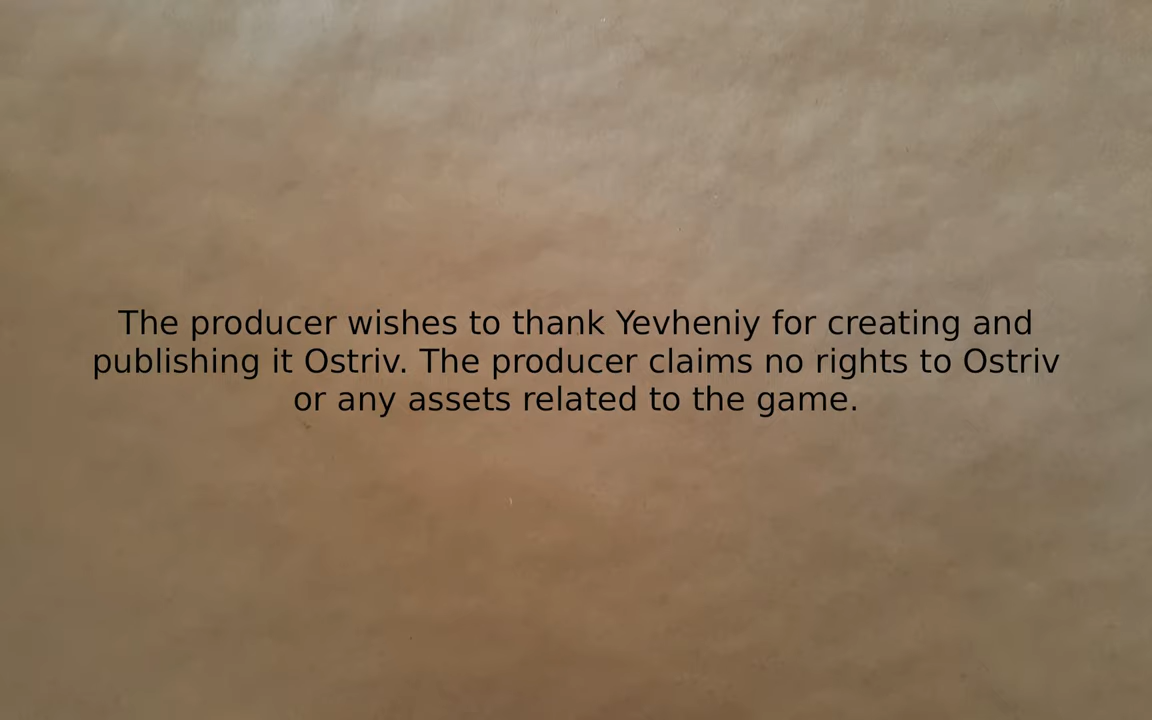 The producer wishes to thank Yevheniy for creating and
publishing it Ostriv. The producer claims no rights to Ostriv
or any assets related to the game.